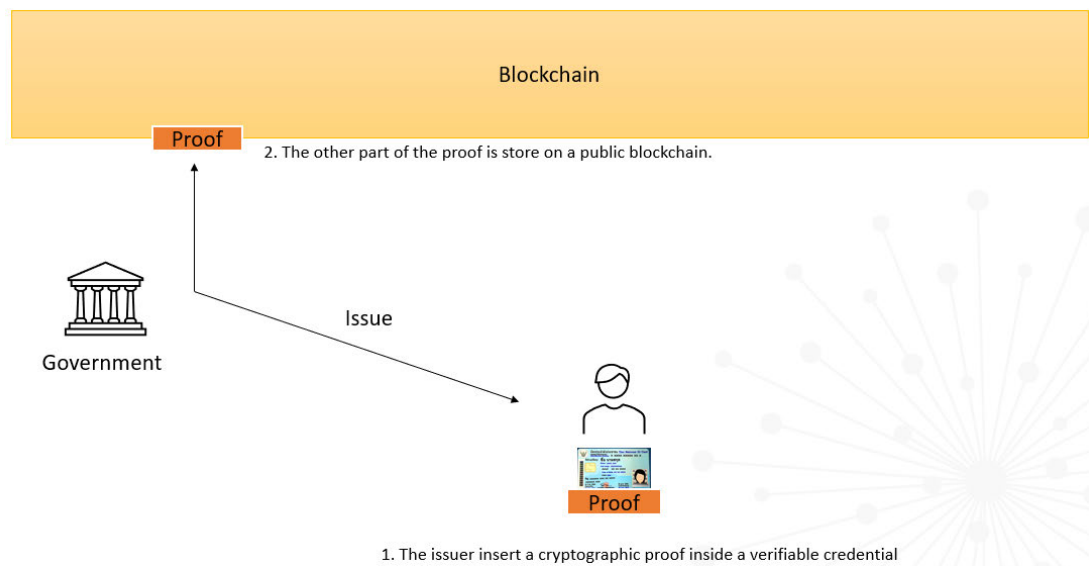 Blockchain
Proof
2. The other part of the proof is store on a public blockchain.
Issue
Government
Proof
1. The issuer insert a cryptographic proof inside a verifiable credential